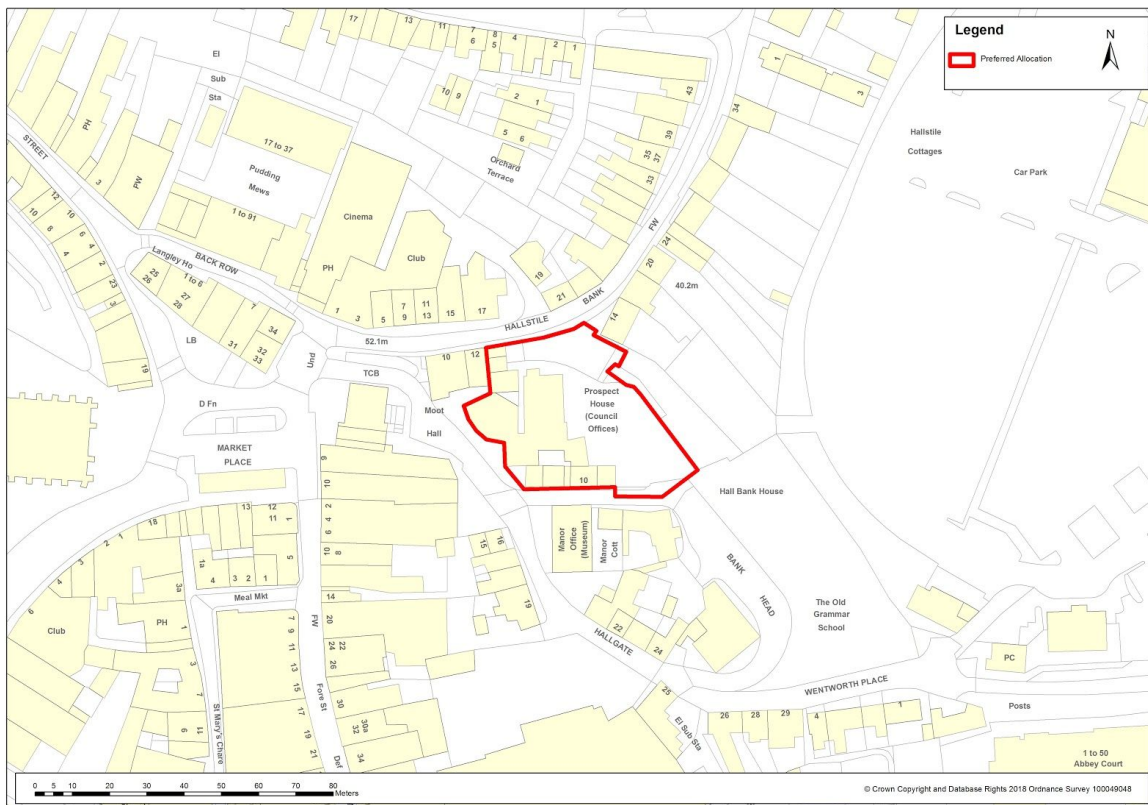 Legend
Preferred Allocation
N
17
13
11
7
6
8
5
4
2
1
El
Sub
Sta
10
9
2
1
5
6
Orchard
Terrace
43
39
35
37
33
34
1
3
Hallstile
Cottages
Car Park
STREET
PH
3
PW
17 to 37
Pudding
Mews
1 to 91
Cinema
Club
PH
1
3
5
7
9
11
13
15
17
19
21
FW
24
20
14
40.2m
BACK ROW
Langley Ho
25
26
1 to 6
27
28
7
31
34
32
33
LB
Und
52.1m
HALLSTILE
BANK
12
10
8
4
10
6
4
2
23
3
19
TCB
10
12
Moot
Hall
Prospect
House
(Council
Offices)
10
D Fn
MARKET
PLACE
Hall Bank House
18
1
2
3
13
12
11
1
5
1a
4
3
2
1
3a
Meal Mkt
Club
PH
1
3
7
11
9
St Mary's Chare
9
10
2
4
6
10
8
14
FW
20
22
24
26
7
9
11
13
15
17
19
21
Fore St
30
30a
32
34
Def
15
16
19
Manor
Office
(Museum)
Manor
Cott
BANK
HEAD
22
24
HALLGATE
25
El Sub Sta
The Old
Grammar
School
WENTWORTH PLACE
PC
Posts
26
28
29
4
1
1 to 50
Abbey Court
0 5 10 20 30 40 50 60 70 80
Meters
© Crown Copyright and Database Rights 2018 Ordnance Survey 100049048